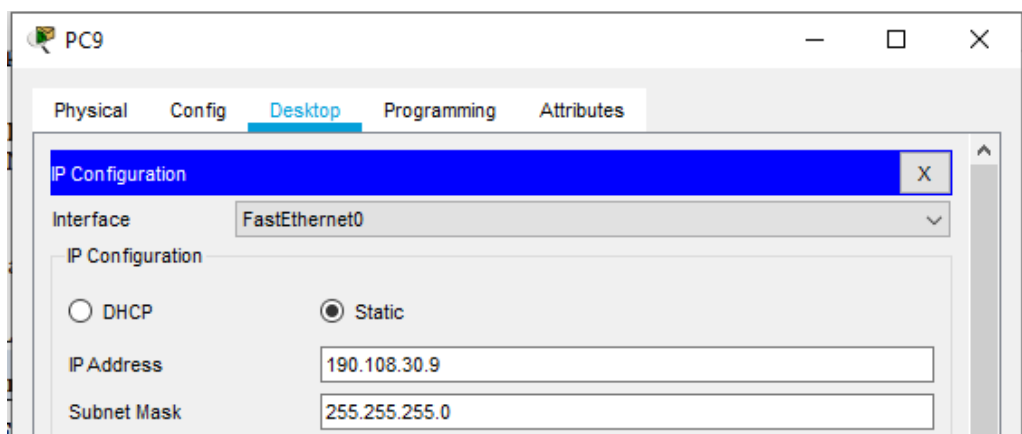 PC9
Physical Config Desktop Programming Attributes
IP Configuration X
Interface FastEthernet0
IP Configuration
DHCP Static
IP Address 190.108.30.9
Subnet Mask 255.255.255.0